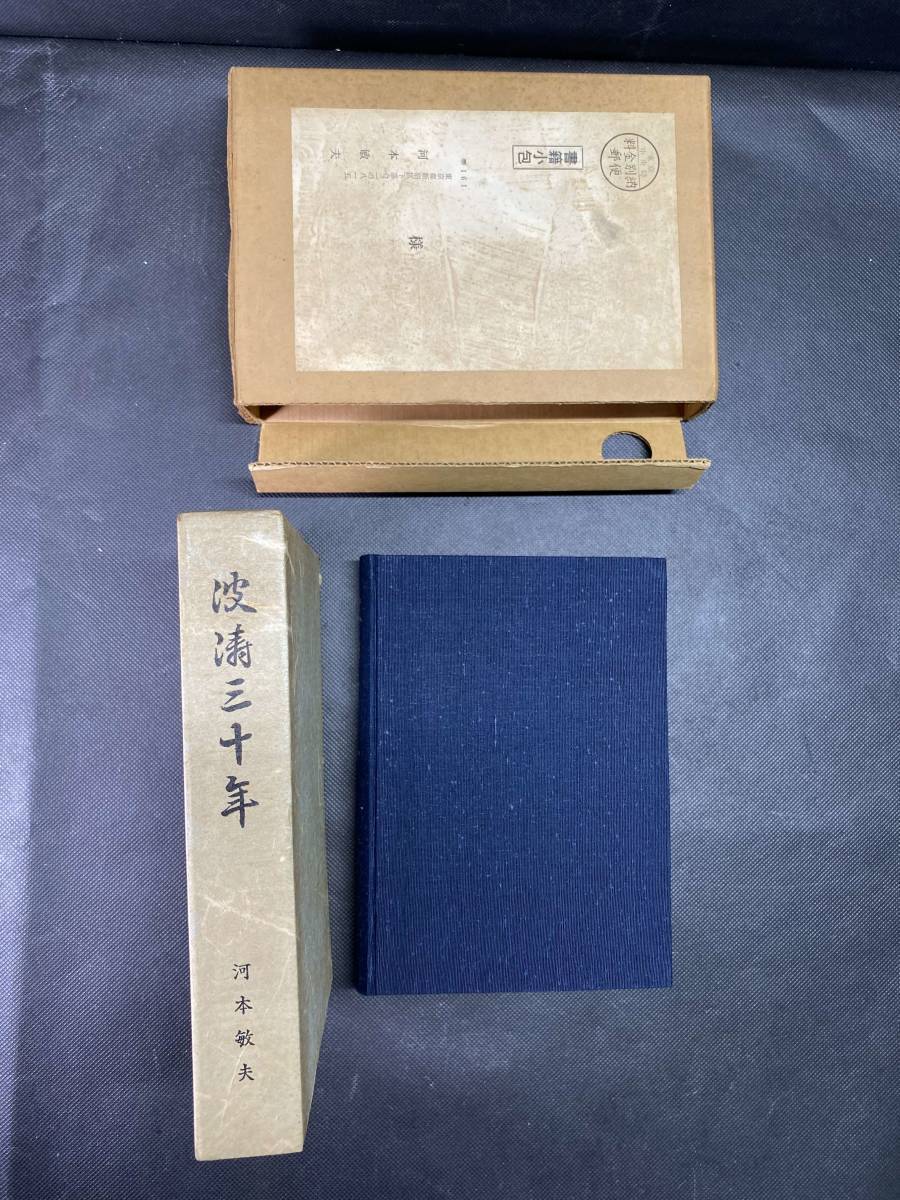 料金別納
郵便
書籍小包
様
〒161
河本敏夫
波涛三十年
河本敏夫